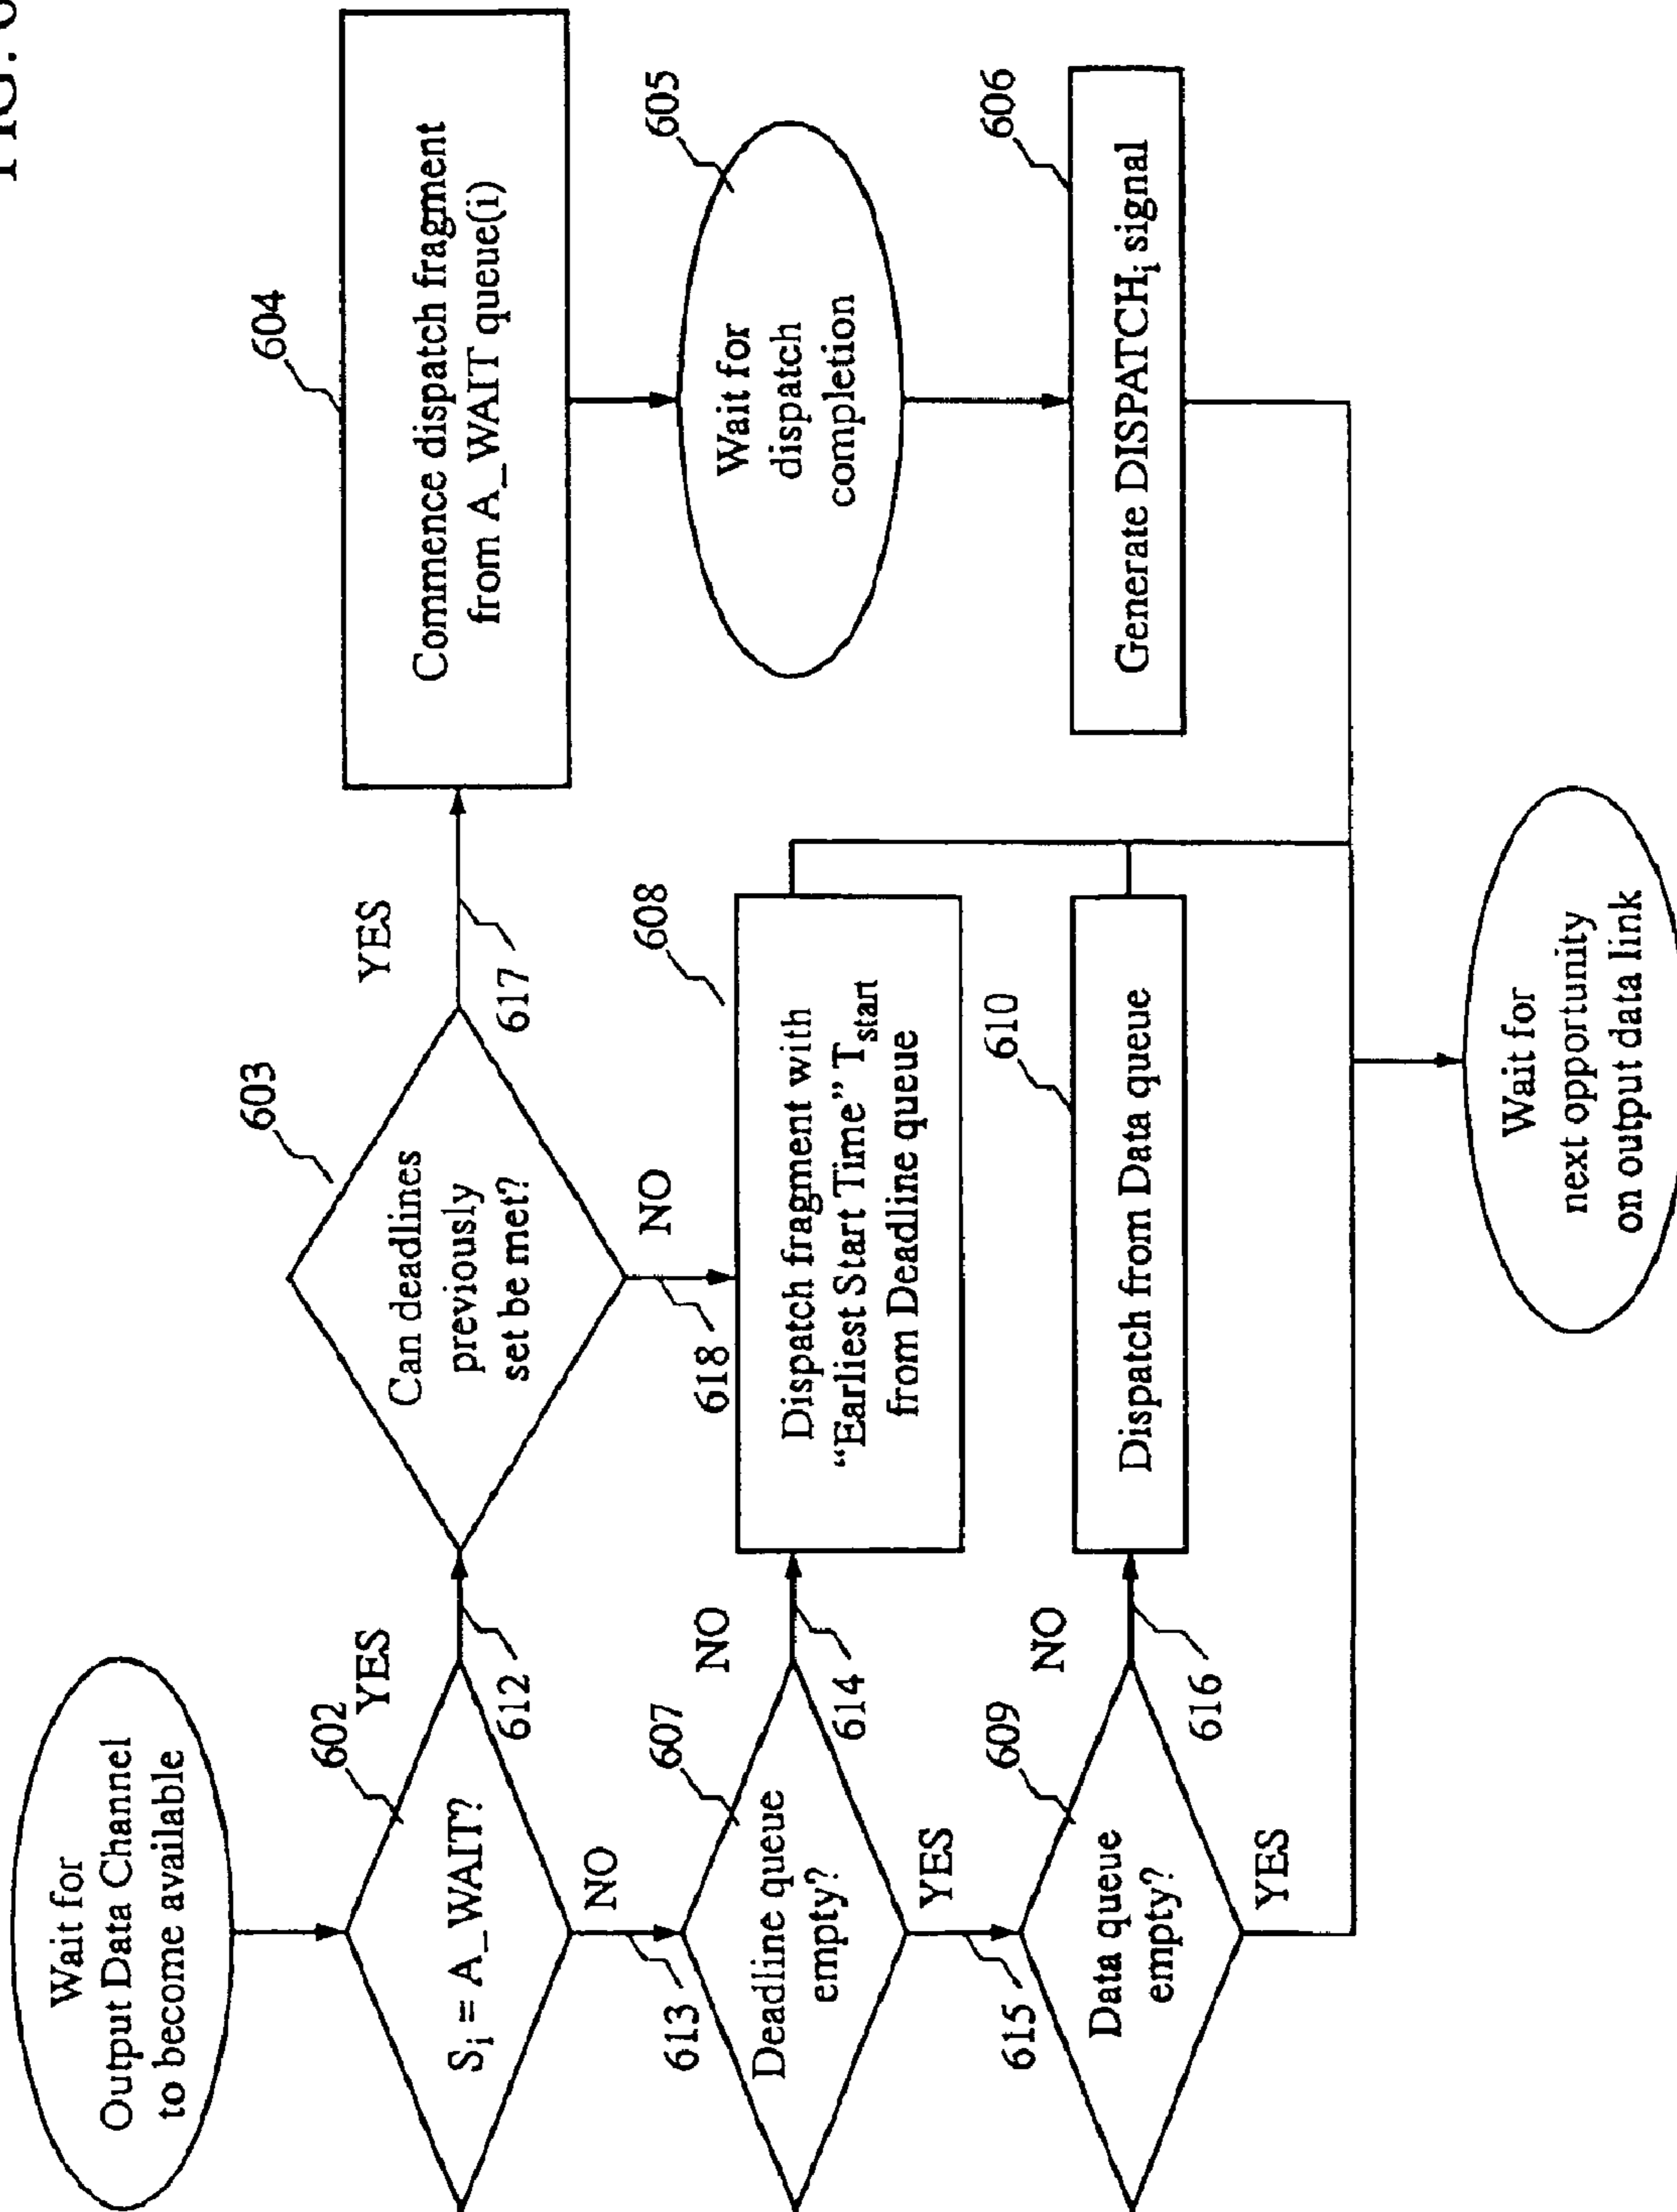 Wait for
Output Data Channel
to become available
602
S_i = A_WAIT?
YES
612
603
Can deadlines
previously
set be met?
YES
617
604
Commence dispatch fragment
from A_WAIT queue(i)
605
Wait for
dispatch
completion
606
Generate DISPATCH_i signal
NO
618
NO
613
607
Deadline queue
empty?
NO
614
608
Dispatch fragment with
“Earliest Start Time” T_start
from Deadline queue
YES
615
609
Data queue
empty?
NO
616
610
Dispatch from Data queue
YES
Wait for
next opportunity
on output data link